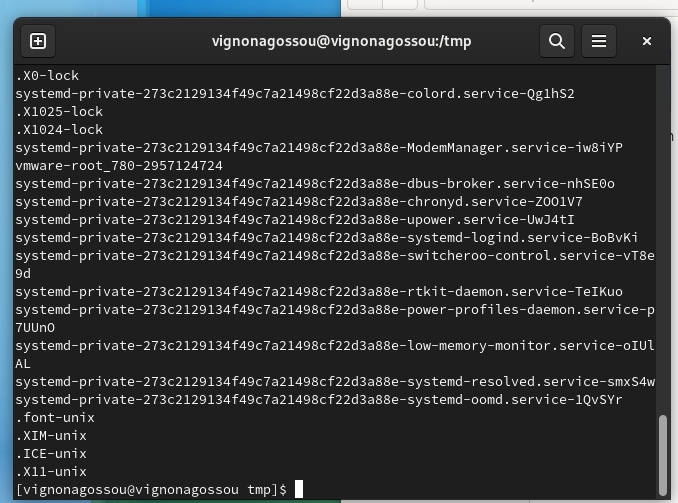 vignonagossou@vignonagossou:/tmp
.X0-lock
systemd-private-273c2129134f49c7a21498cf22d3a88e-colord.service-Qg1hS2
.X1025-lock
.X1024-lock
systemd-private-273c2129134f49c7a21498cf22d3a88e-ModemManager.service-iw8iYP
vmware-root_780-2957124724
systemd-private-273c2129134f49c7a21498cf22d3a88e-dbus-broker.service-nhSE0o
systemd-private-273c2129134f49c7a21498cf22d3a88e-chronyd.service-ZOO1V7
systemd-private-273c2129134f49c7a21498cf22d3a88e-upower.service-UwJ4tI
systemd-private-273c2129134f49c7a21498cf22d3a88e-systemd-logind.service-BoBvKi
systemd-private-273c2129134f49c7a21498cf22d3a88e-switcheroo-control.service-vT8e
9d
systemd-private-273c2129134f49c7a21498cf22d3a88e-rtkit-daemon.service-TeIKuo
systemd-private-273c2129134f49c7a21498cf22d3a88e-power-profiles-daemon.service-p
7UUnO
systemd-private-273c2129134f49c7a21498cf22d3a88e-low-memory-monitor.service-oIUl
AL
systemd-private-273c2129134f49c7a21498cf22d3a88e-systemd-resolved.service-smxS4w
systemd-private-273c2129134f49c7a21498cf22d3a88e-systemd-oomd.service-1QvSYr
.font-unix
.XIM-unix
.ICE-unix
.X11-unix
[vignonagossou@vignonagossou tmp]$